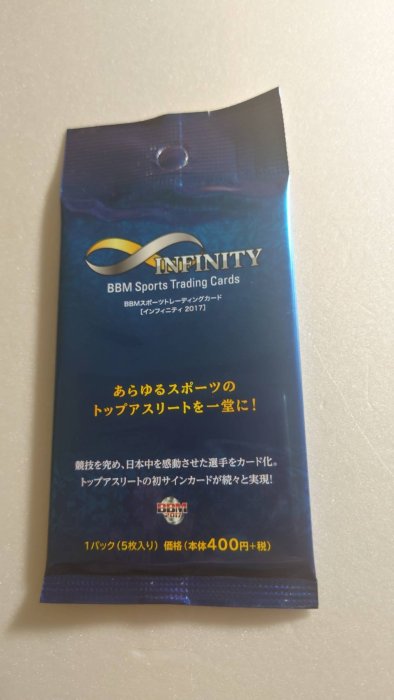 INFINITY
BBM Sports Trading Cards
BBMスポーツトレーディングカード
[インフィニティ 2017]
あらゆるスポーツの
トップアスリートを一堂に!
競技を究め、日本中を感動させた選手をカード化。
トップアスリートの初サインカードが続々と実現!
BBM
2017
1パック(5枚入り) 価格(本体400円+税)